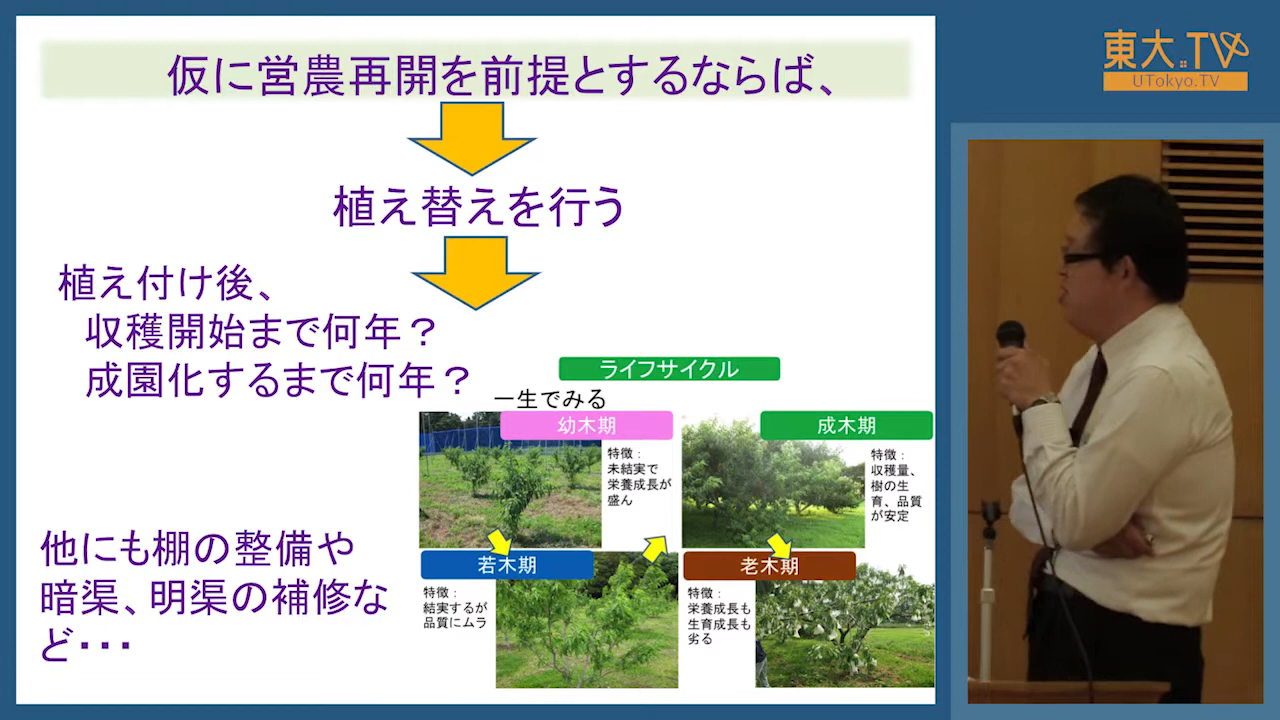 仮に営農再開を前提とするならば、
植え替えを行う
植え付け後、
収穫開始まで何年？
成園化するまで何年？
ライフサイクル
一生でみる
幼木期
特徴：
未結実で
栄養成長が
盛ん
成木期
特徴：
収穫量、
樹の生
育、品質
が安定
若木期
特徴：
結実するが
品質にムラ
老木期
特徴：
栄養成長も
生育成長も
劣る
他にも棚の整備や
暗渠、明渠の補修な
ど・・・
東大.TV
UTokyo.TV